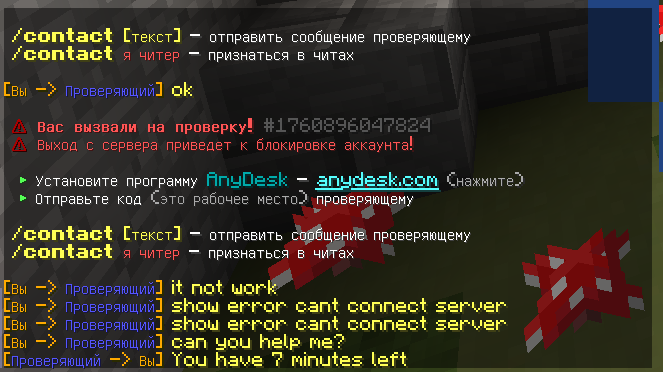 /contact [текст] — отправить сообщение проверяющему
/contact я читер — признаться в читах
[Вы -> Проверяющий] ok
⚠ Вас вызвали на проверку! #1760896047824
⚠ Выход с сервера приведет к блокировке аккаунта!
▸ Установите программу AnyDesk — anydesk.com (нажмите)
▸ Отправьте код (это рабочее место) проверяющему
/contact [текст] — отправить сообщение проверяющему
/contact я читер — признаться в читах
[Вы -> Проверяющий] it not work
[Вы -> Проверяющий] show error cant connect server
[Вы -> Проверяющий] show error cant connect server
[Вы -> Проверяющий] can you help me?
[Проверяющий -> Вы] You have 7 minutes left